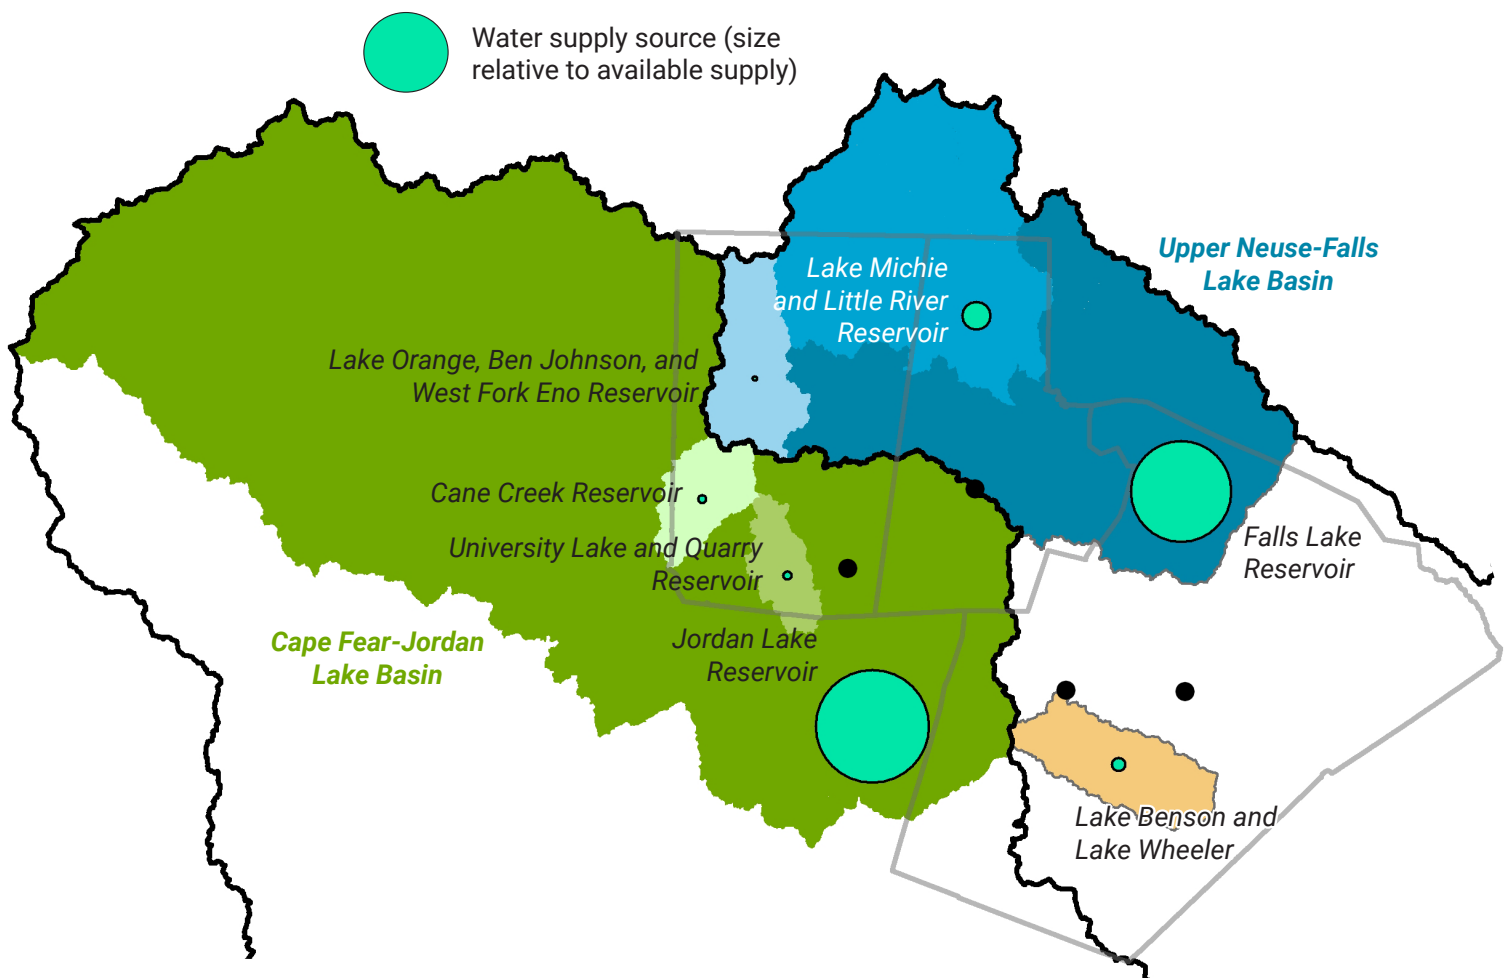 Water supply source (size
relative to available supply)
Upper Neuse-Falls
Lake Basin
Lake Michie
and Little River
Reservoir
Lake Orange, Ben Johnson, and
West Fork Eno Reservoir
Cane Creek Reservoir
University Lake and Quarry
Reservoir
Falls Lake
Reservoir
Cape Fear-Jordan
Lake Basin
Jordan Lake
Reservoir
Lake Benson and
Lake Wheeler